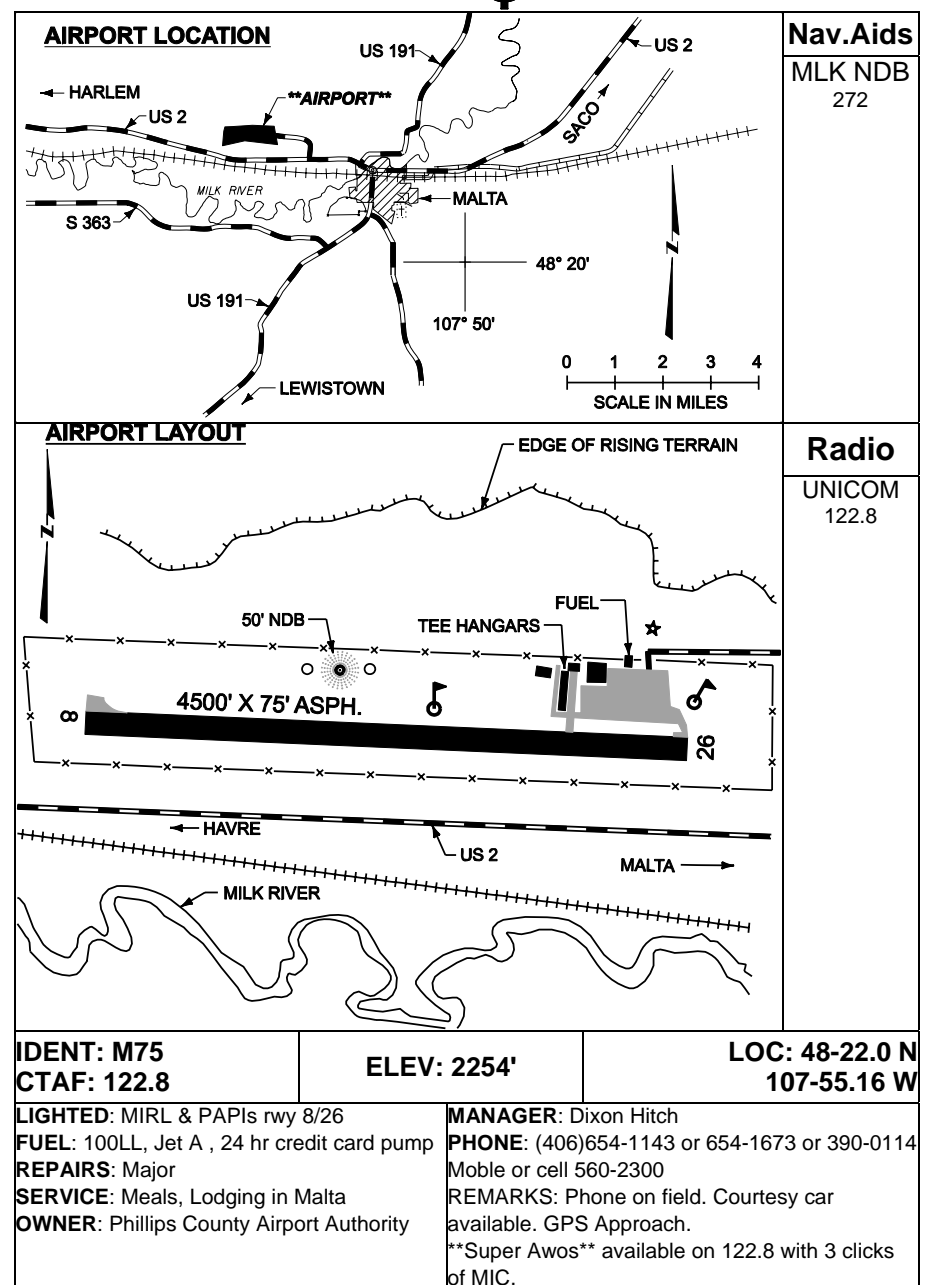 AIRPORT LOCATION
US 191
US 2
HARLEM
**AIRPORT**
US 2
SACO
MILK RIVER
MALTA
S 363
N
48° 20'
US 191
107° 50'
0 1 2 3 4
LEWISTOWN
SCALE IN MILES
Nav.Aids
MLK NDB
272
AIRPORT LAYOUT
EDGE OF RISING TERRAIN
N
FUEL
50' NDB
TEE HANGARS
4500' X 75' ASPH.
8
26
HAVRE
US 2
MALTA
MILK RIVER
Radio
UNICOM
122.8
IDENT: M75
CTAF: 122.8
ELEV: 2254'
LOC: 48-22.0 N
107-55.16 W
LIGHTED: MIRL & PAPIs rwy 8/26
FUEL: 100LL, Jet A , 24 hr credit card pump
REPAIRS: Major
SERVICE: Meals, Lodging in Malta
OWNER: Phillips County Airport Authority
MANAGER: Dixon Hitch
PHONE: (406)654-1143 or 654-1673 or 390-0114
Moble or cell 560-2300
REMARKS: Phone on field. Courtesy car
available. GPS Approach.
**Super Awos** available on 122.8 with 3 clicks
of MIC.